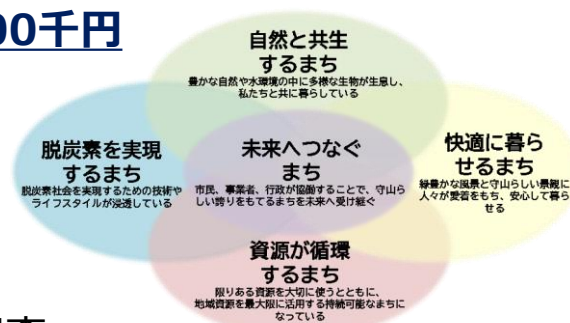 00千円
自然と共生
するまち
豊かな自然や水環境の中に多様な生物が生息し、
私たちと共に暮らしている
脱炭素を実現
するまち
脱炭素社会を実現するための技術や
ライフスタイルが浸透している
未来へつなぐ
まち
市民、事業者、行政が協働することで、守山ら
しい誇りをもてるまちを未来へ受け継ぐ
快適に暮ら
せるまち
緑豊かな風景と守山らしい景観に
人々が愛着をもち、安心して暮ら
せる
資源が循環
するまち
限りある資源を大切に使うとともに、
地域資源を最大限に活用する持続可能なまちに
なっている